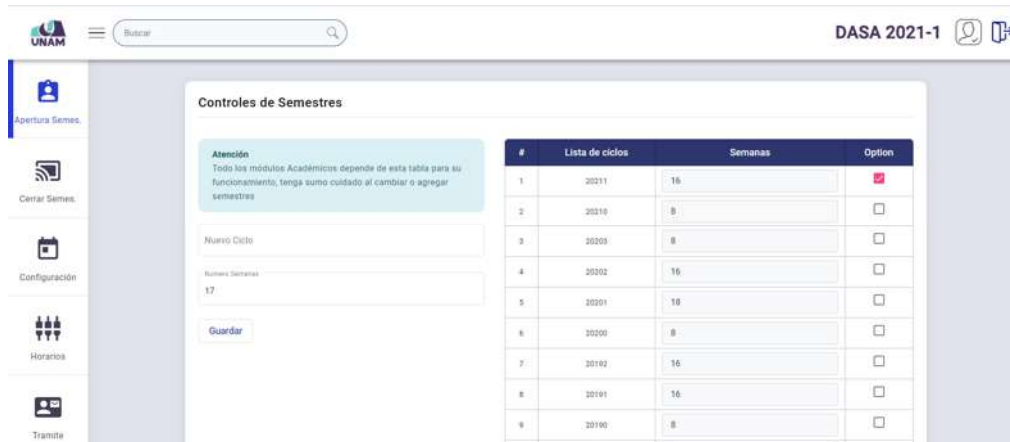 UNAM
Buscar
DASA 2021-1
Apertura Semes.
Cerrar Semes.
Configuración
Horarios
Tramite
Controles de Semestres
Atención
Todo los módulos Académicos depende de esta tabla para su
funcionamiento, tenga sumo cuidado al cambiar o agregar
semestres
Nuevo Ciclo
Numero Semanas
17
Guardar
# Lista de ciclos Semanas Option
1 20211 16
2 20210 8
3 20203 8
4 20202 16
5 20201 18
6 20200 8
7 20192 16
8 20191 16
9 20190 8